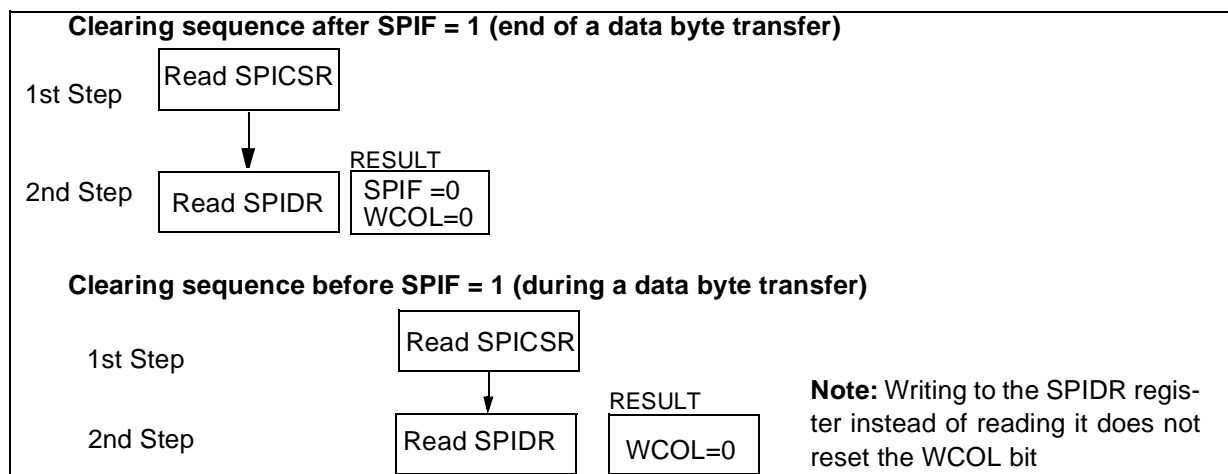 Clearing sequence after SPIF = 1 (end of a data byte transfer)
1st Step
Read SPICSR
2nd Step
Read SPIDR
RESULT
SPIF =0
WCOL=0
Clearing sequence before SPIF = 1 (during a data byte transfer)
1st Step
Read SPICSR
2nd Step
Read SPIDR
RESULT
WCOL=0
Note: Writing to the SPIDR regis-
ter instead of reading it does not
reset the WCOL bit